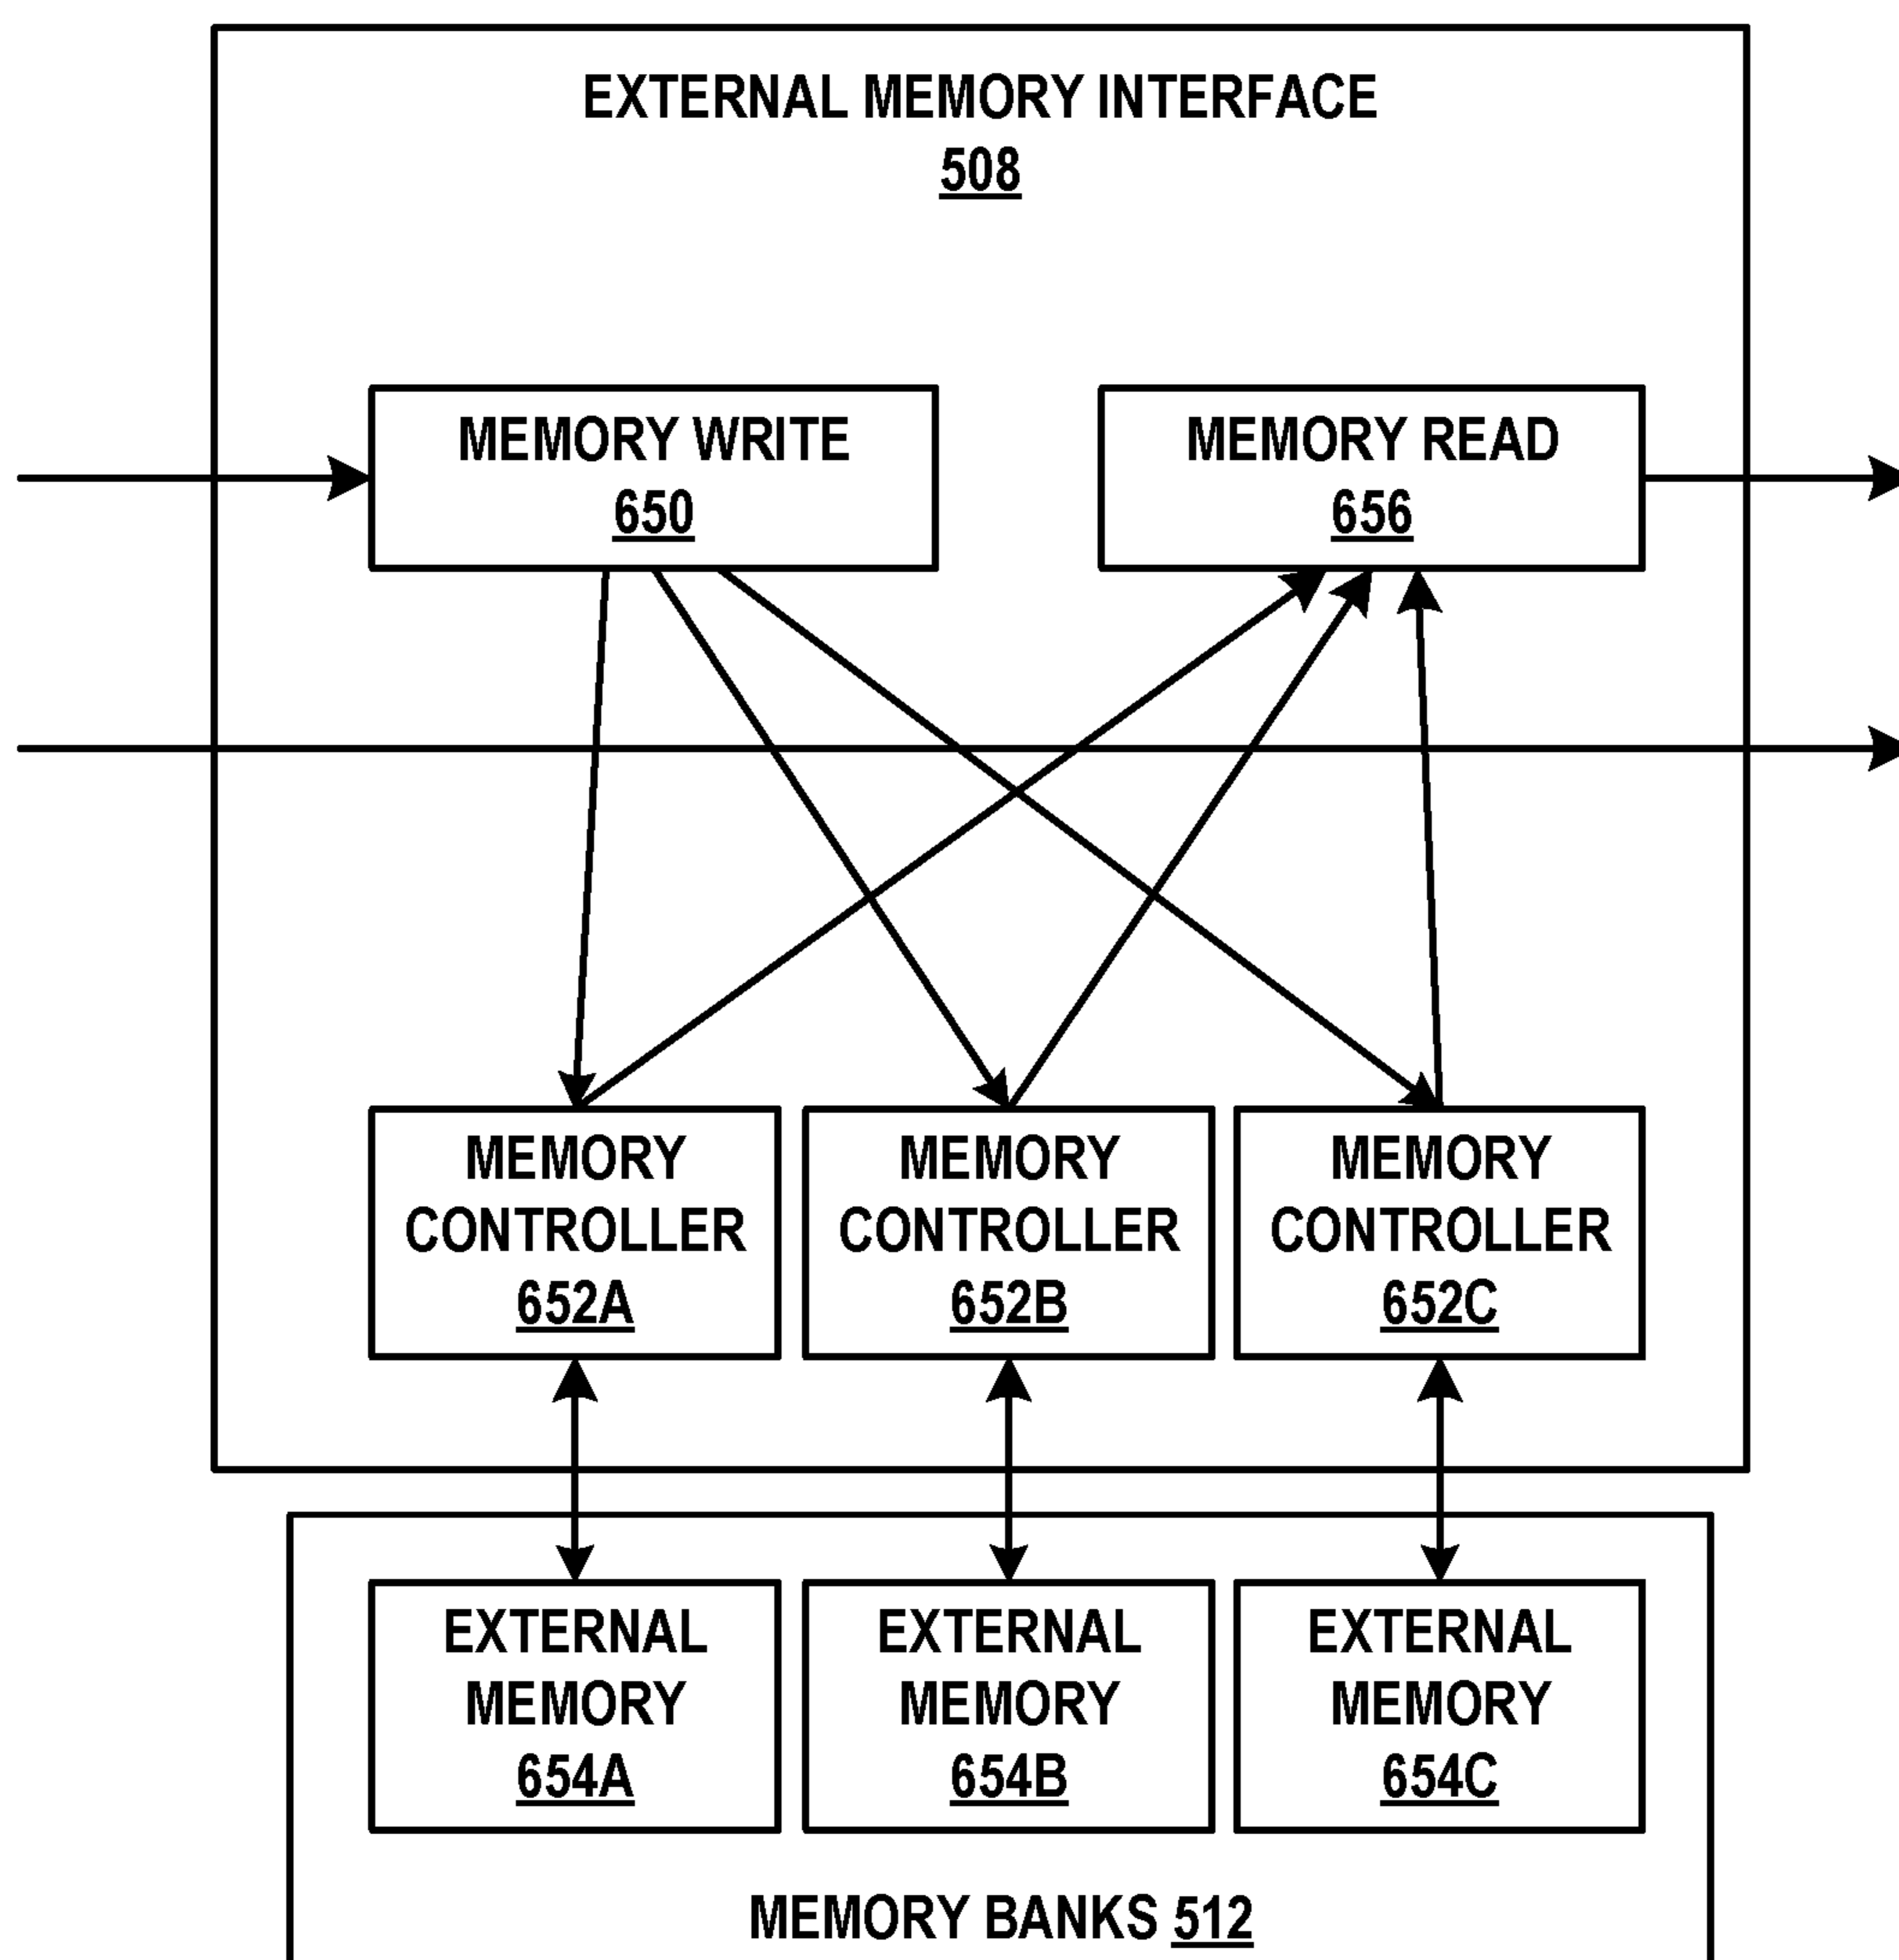 EXTERNAL MEMORY INTERFACE
508
MEMORY WRITE
650
MEMORY READ
656
MEMORY
CONTROLLER
652A
MEMORY
CONTROLLER
652B
MEMORY
CONTROLLER
652C
EXTERNAL
MEMORY
654A
EXTERNAL
MEMORY
654B
EXTERNAL
MEMORY
654C
MEMORY BANKS 512